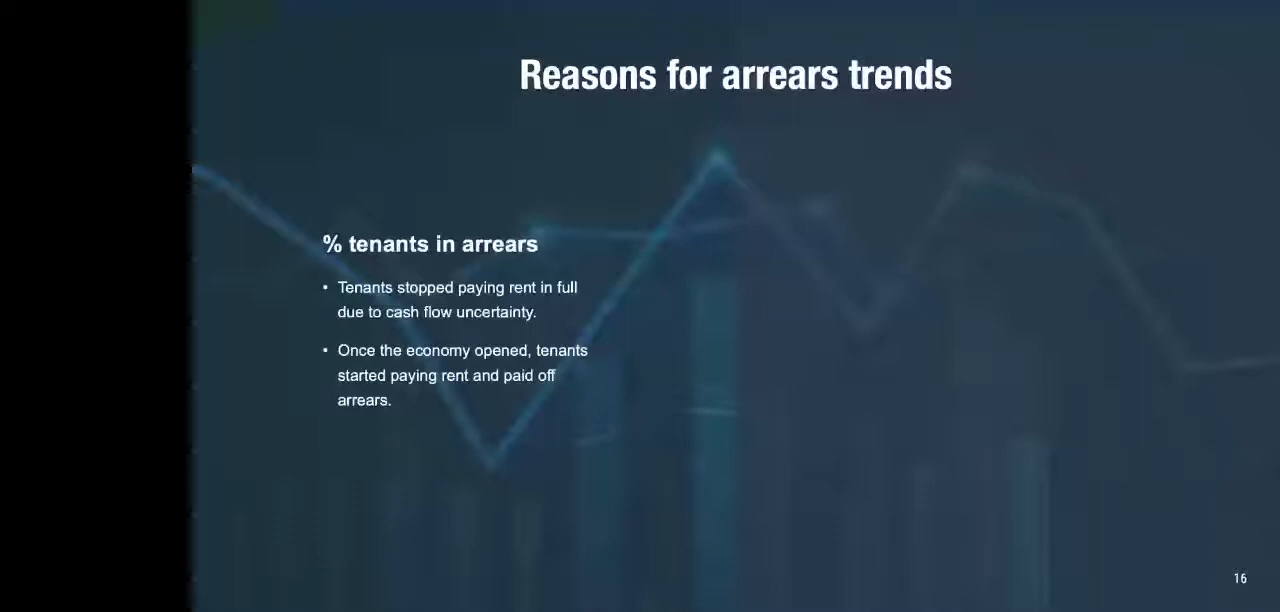 Reasons for arrears trends
% tenants in arrears
• Tenants stopped paying rent in full
due to cash flow uncertainty.
• Once the economy opened, tenants
started paying rent and paid off
arrears.
16